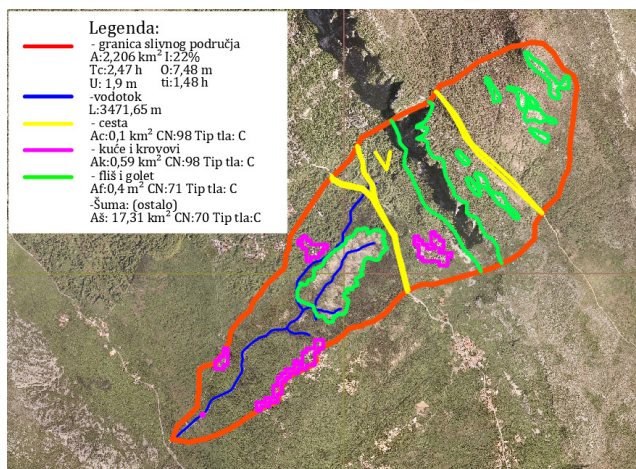 Legenda:
- granica slivnog područja
A:2,206 km² I:22%
Tc:2,47 h O:7,48 m
U: 1,9 m ti:1,48 h
-vodotok
L:3471,65 m
- cesta
Ac:0,1 km² CN:98 Tip tla: C
- kuće i krovovi
Ak:0,59 km² CN:98 Tip tla: C
- fliš i golet
Af:0,4 m² CN:71 Tip tla: C
-Šuma: (ostalo)
Aš: 17,31 km² CN:70 Tip tla:C